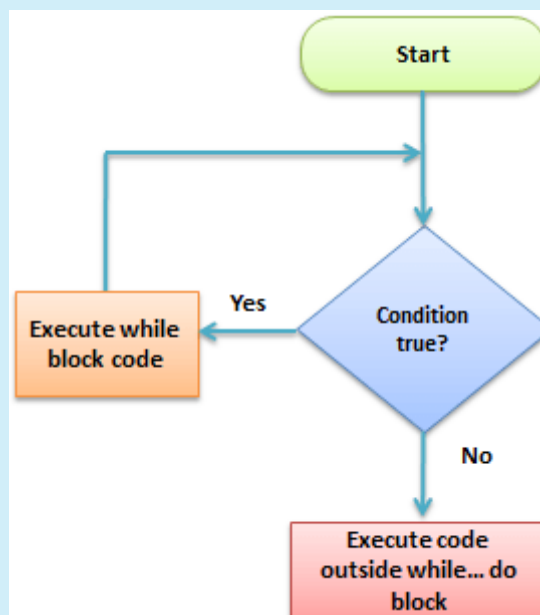 Start
Condition
true?
Yes
Execute while
block code
No
Execute code
outside while... do
block